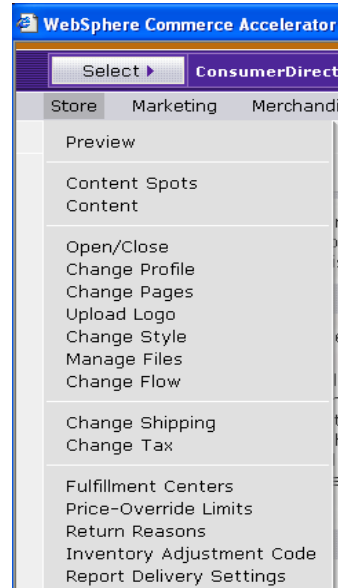 WebSphere Commerce Accelerator
Select ConsumerDirect
Store Marketing Merchandi
Preview
Content Spots
Content
Open/Close
Change Profile
Change Pages
Upload Logo
Change Style
Manage Files
Change Flow
Change Shipping
Change Tax
Fulfillment Centers
Price-Override Limits
Return Reasons
Inventory Adjustment Code
Report Delivery Settings